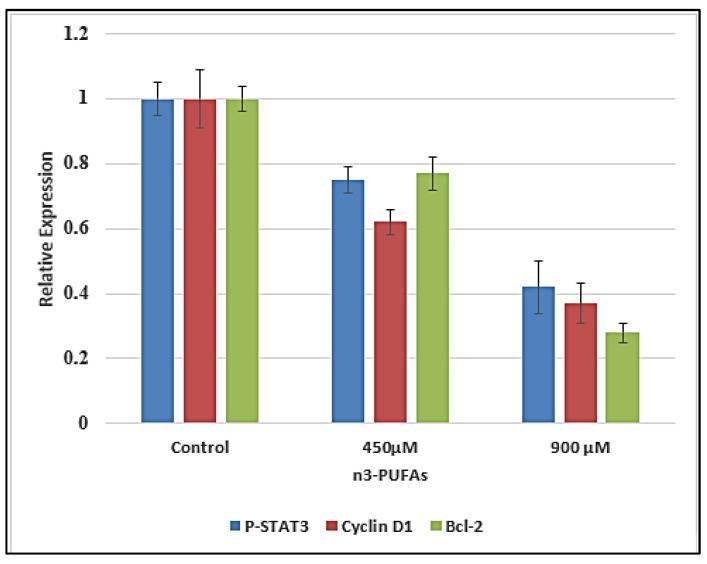 1.2
1
0.8
0.6
0.4
0.2
0
Relative Expression
Control 450µM 900 µM
n3-PUFAs
P-STAT3 Cyclin D1 Bcl-2